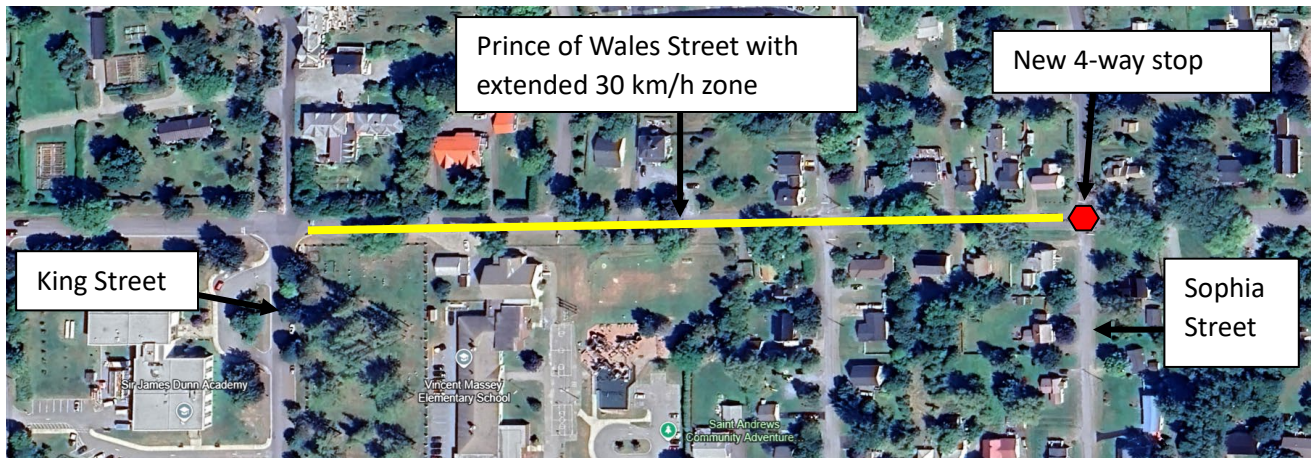 Prince of Wales Street with
extended 30 km/h zone
New 4-way stop
King Street
Sophia
Street
Sir James Dunn Academy
Vincent Massey
Elementary School
Saint Andrews
Community Adventure...